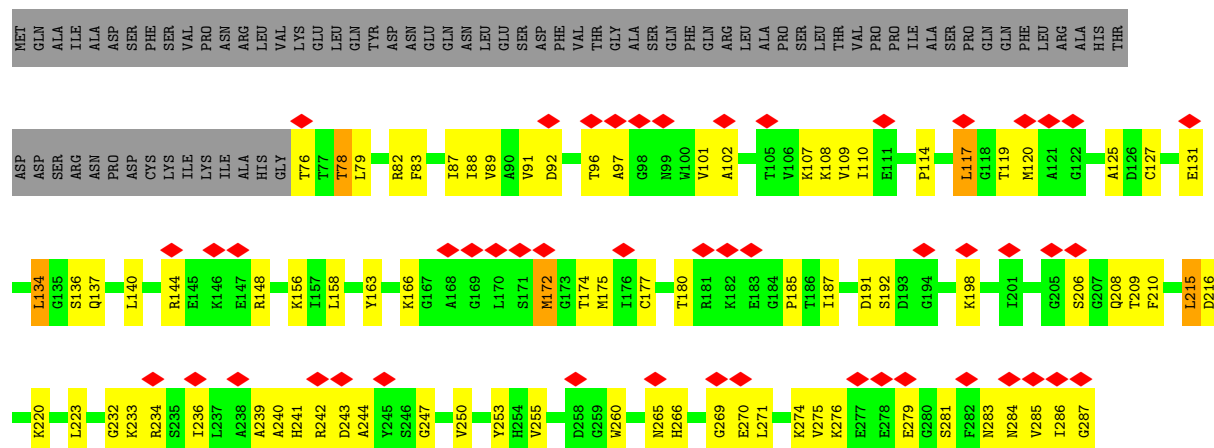 MET GLN ALA ILE ALA ASP SER CYS PHE SER VAL PRO ASN ARG LEU VAL LYS GLU LEU GLN TYR ASP ASN GLU GLN ASN LEU GLU SER ASP PHE VAL THR GLY ALA SER GLN PHE GLN ARG LEU ALA PRO SER LEU THR VAL PRO PRO ILE ALA SER PRO GLN GLN PHE LEU ARG ALA HIS THR
ASP ASP SER ARG ASN PRO ASP CYS LYS ILE LYS ILE ALA HIS GLY T76 T77 T78 L79 R82 F83 I87 I88 V89 A90 V91 D92 T96 A97 G98 N99 W100 V101 A102 T105 V106 K107 K108 V109 I110 E111 P114 L117 G118 T119 M120 A121 G122 A125 D126 C127 E131
L134 G135 S136 Q137 L140 R144 E145 K146 E147 R148 K156 I157 L158 Y163 K166 G167 A168 G169 L170 S171 M172 G173 T174 M175 I176 C177 T180 R181 K182 E183 G184 P185 T186 I187 D191 S192 D193 G194 K198 I201 G205 S206 G207 Q208 T209 F210 L215 D216
K220 L223 G232 K233 R234 S235 I236 L237 A238 A239 A240 H241 R242 D243 A244 Y245 S246 G247 V250 Y253 H254 V255 D258 G259 W260 N265 H266 G269 E270 L271 K274 V275 K276 E277 E278 E279 G280 S281 F282 N283 N284 V285 I286 G287